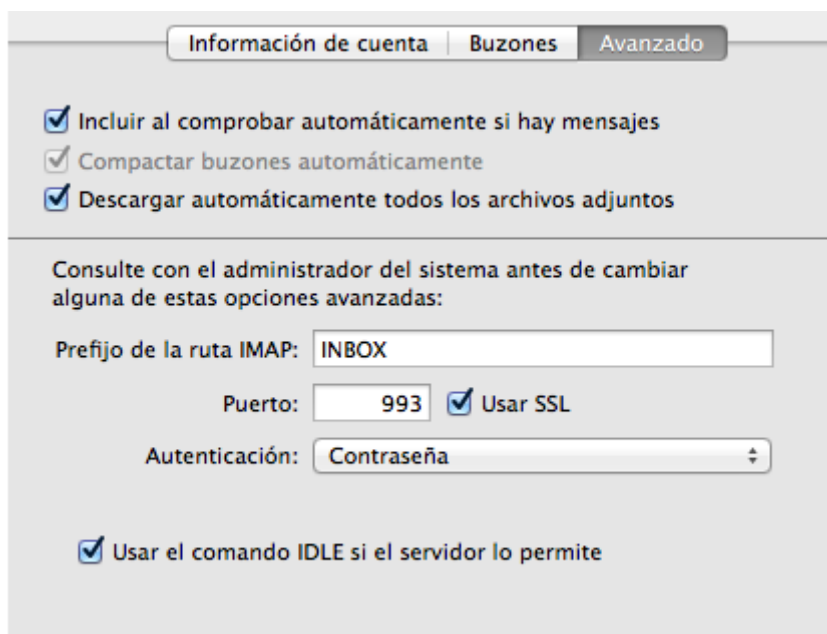 Información de cuenta Buzones Avanzado
Incluir al comprobar automáticamente si hay mensajes
Compactar buzones automáticamente
Descargar automáticamente todos los archivos adjuntos
Consulte con el administrador del sistema antes de cambiar
alguna de estas opciones avanzadas:
Prefijo de la ruta IMAP: INBOX
Puerto: 993 Usar SSL
Autenticación: Contraseña
Usar el comando IDLE si el servidor lo permite